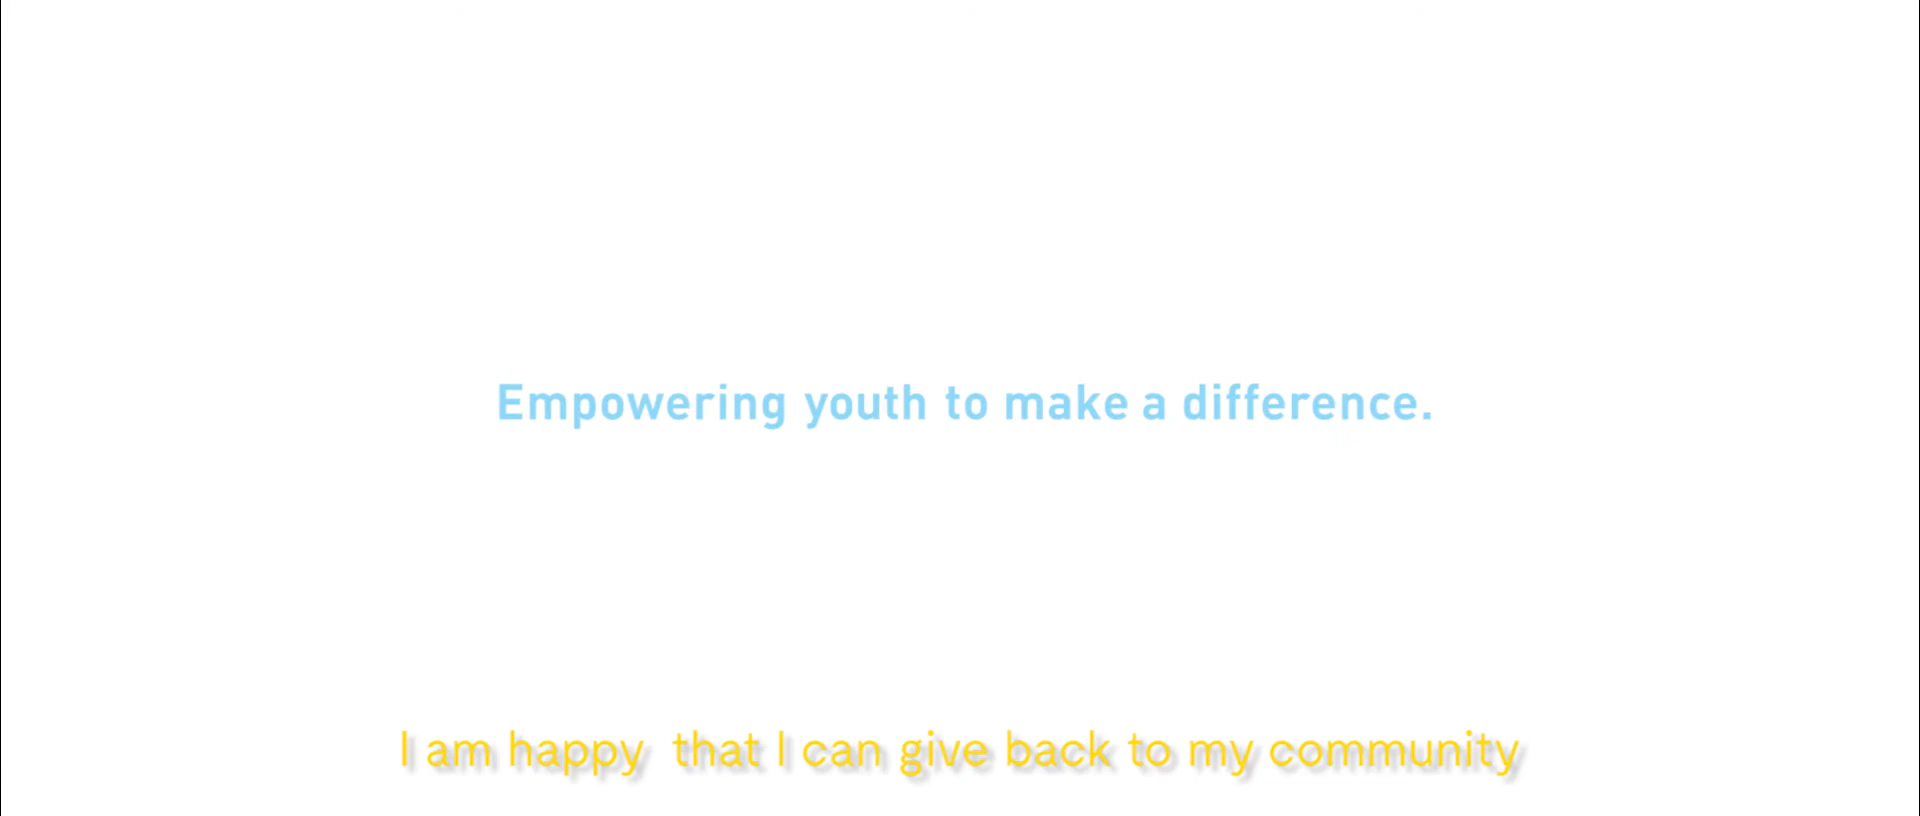 Empowering youth to make a difference.
I am happy  that I can give back to my community